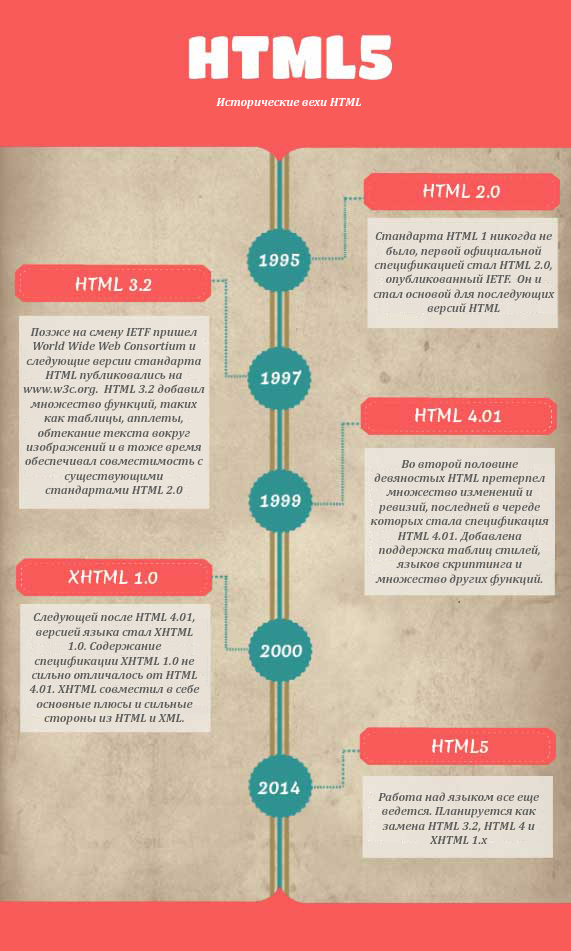 HTML5
Исторические вехи HTML
HTML 2.0
1995
Стандарта HTML 1 никогда не
было, первой официальной
спецификацией стал HTML 2.0,
опубликованный IETF. Он и
стал основой для последующих
версий HTML
HTML 3.2
1997
Позже на смену IETF пришел
World Wide Web Consortium и
следующие версии стандарта
HTML публиковались на
www.w3c.org. HTML 3.2 добавил
множество функций, таких
как таблицы, апплеты,
обтекание текста вокруг
изображений и в тоже время
обеспечивал совместимость с
существующими
стандартами HTML 2.0
HTML 4.01
1999
Во второй половине
девяностых HTML претерпел
множество изменений и
ревизий, последней в череде
которых стала спецификация
HTML 4.01. Добавлена
поддержка таблиц стилей,
языков скриптинга и
множество других функций.
XHTML 1.0
2000
Следующей после HTML 4.01,
версией языка стал XHTML
1.0. Содержание
спецификации XHTML 1.0 не
сильно отличалось от HTML
4.01. XHTML совместил в себе
основные плюсы и сильные
стороны из HTML и XML.
HTML5
2014
Работа над языком все еще
ведется. Планируется как
замена HTML 3.2, HTML 4 и
XHTML 1.x